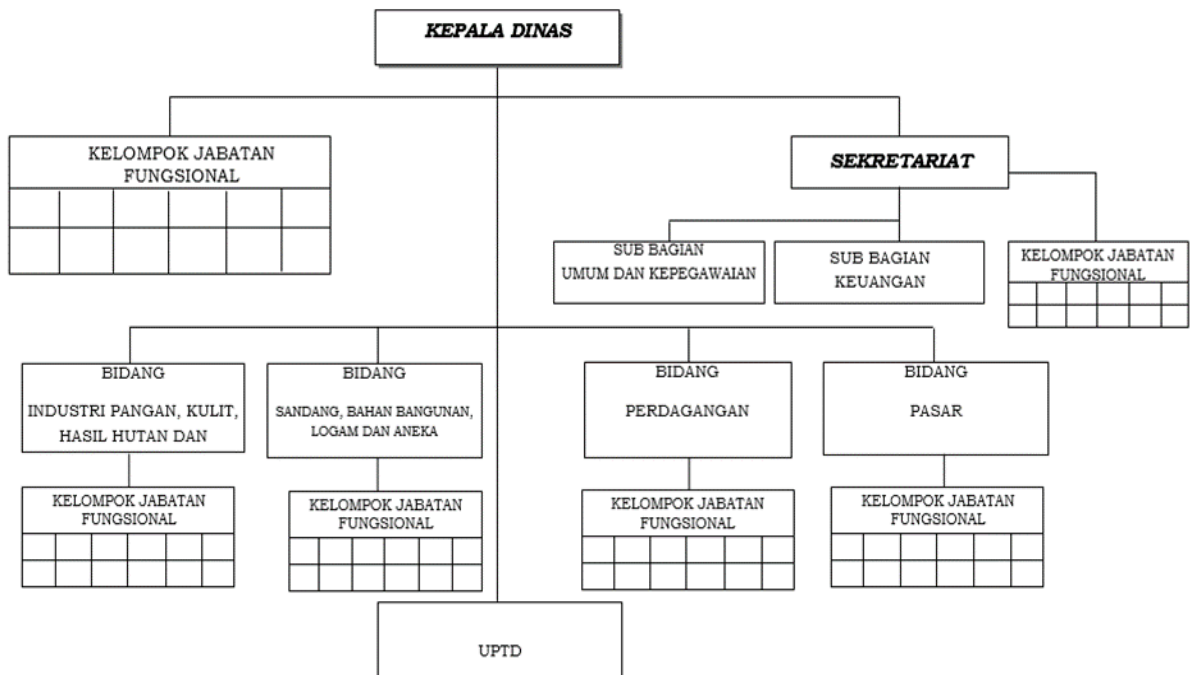 KEPALA DINAS
KELOMPOK JABATAN
FUNGSIONAL
SEKRETARIAT
SUB BAGIAN
UMUM DAN KEPEGAWAIAN
SUB BAGIAN
KEUANGAN
KELOMPOK JABATAN
FUNGSIONAL
BIDANG
INDUSTRI PANGAN, KULIT,
HASIL HUTAN DAN
BIDANG
SANDANG, BAHAN BANGUNAN,
LOGAM DAN ANEKA
BIDANG
PERDAGANGAN
BIDANG
PASAR
KELOMPOK JABATAN
FUNGSIONAL
KELOMPOK JABATAN
FUNGSIONAL
KELOMPOK JABATAN
FUNGSIONAL
KELOMPOK JABATAN
FUNGSIONAL
UPTD